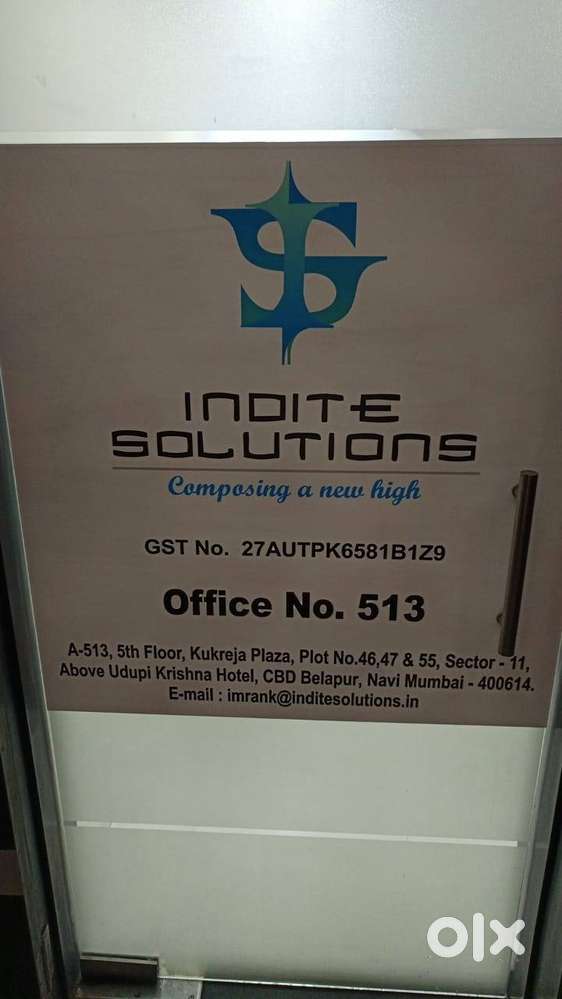 INDITE
SOLUTIONS
Composing a new high
GST No. 27AUTPK6581B1Z9
Office No. 513
A-513, 5th Floor, Kukreja Plaza, Plot No.46,47 & 55, Sector - 11,
Above Udupi Krishna Hotel, CBD Belapur, Navi Mumbai - 400614.
E-mail : imrank@inditesolutions.in
olx